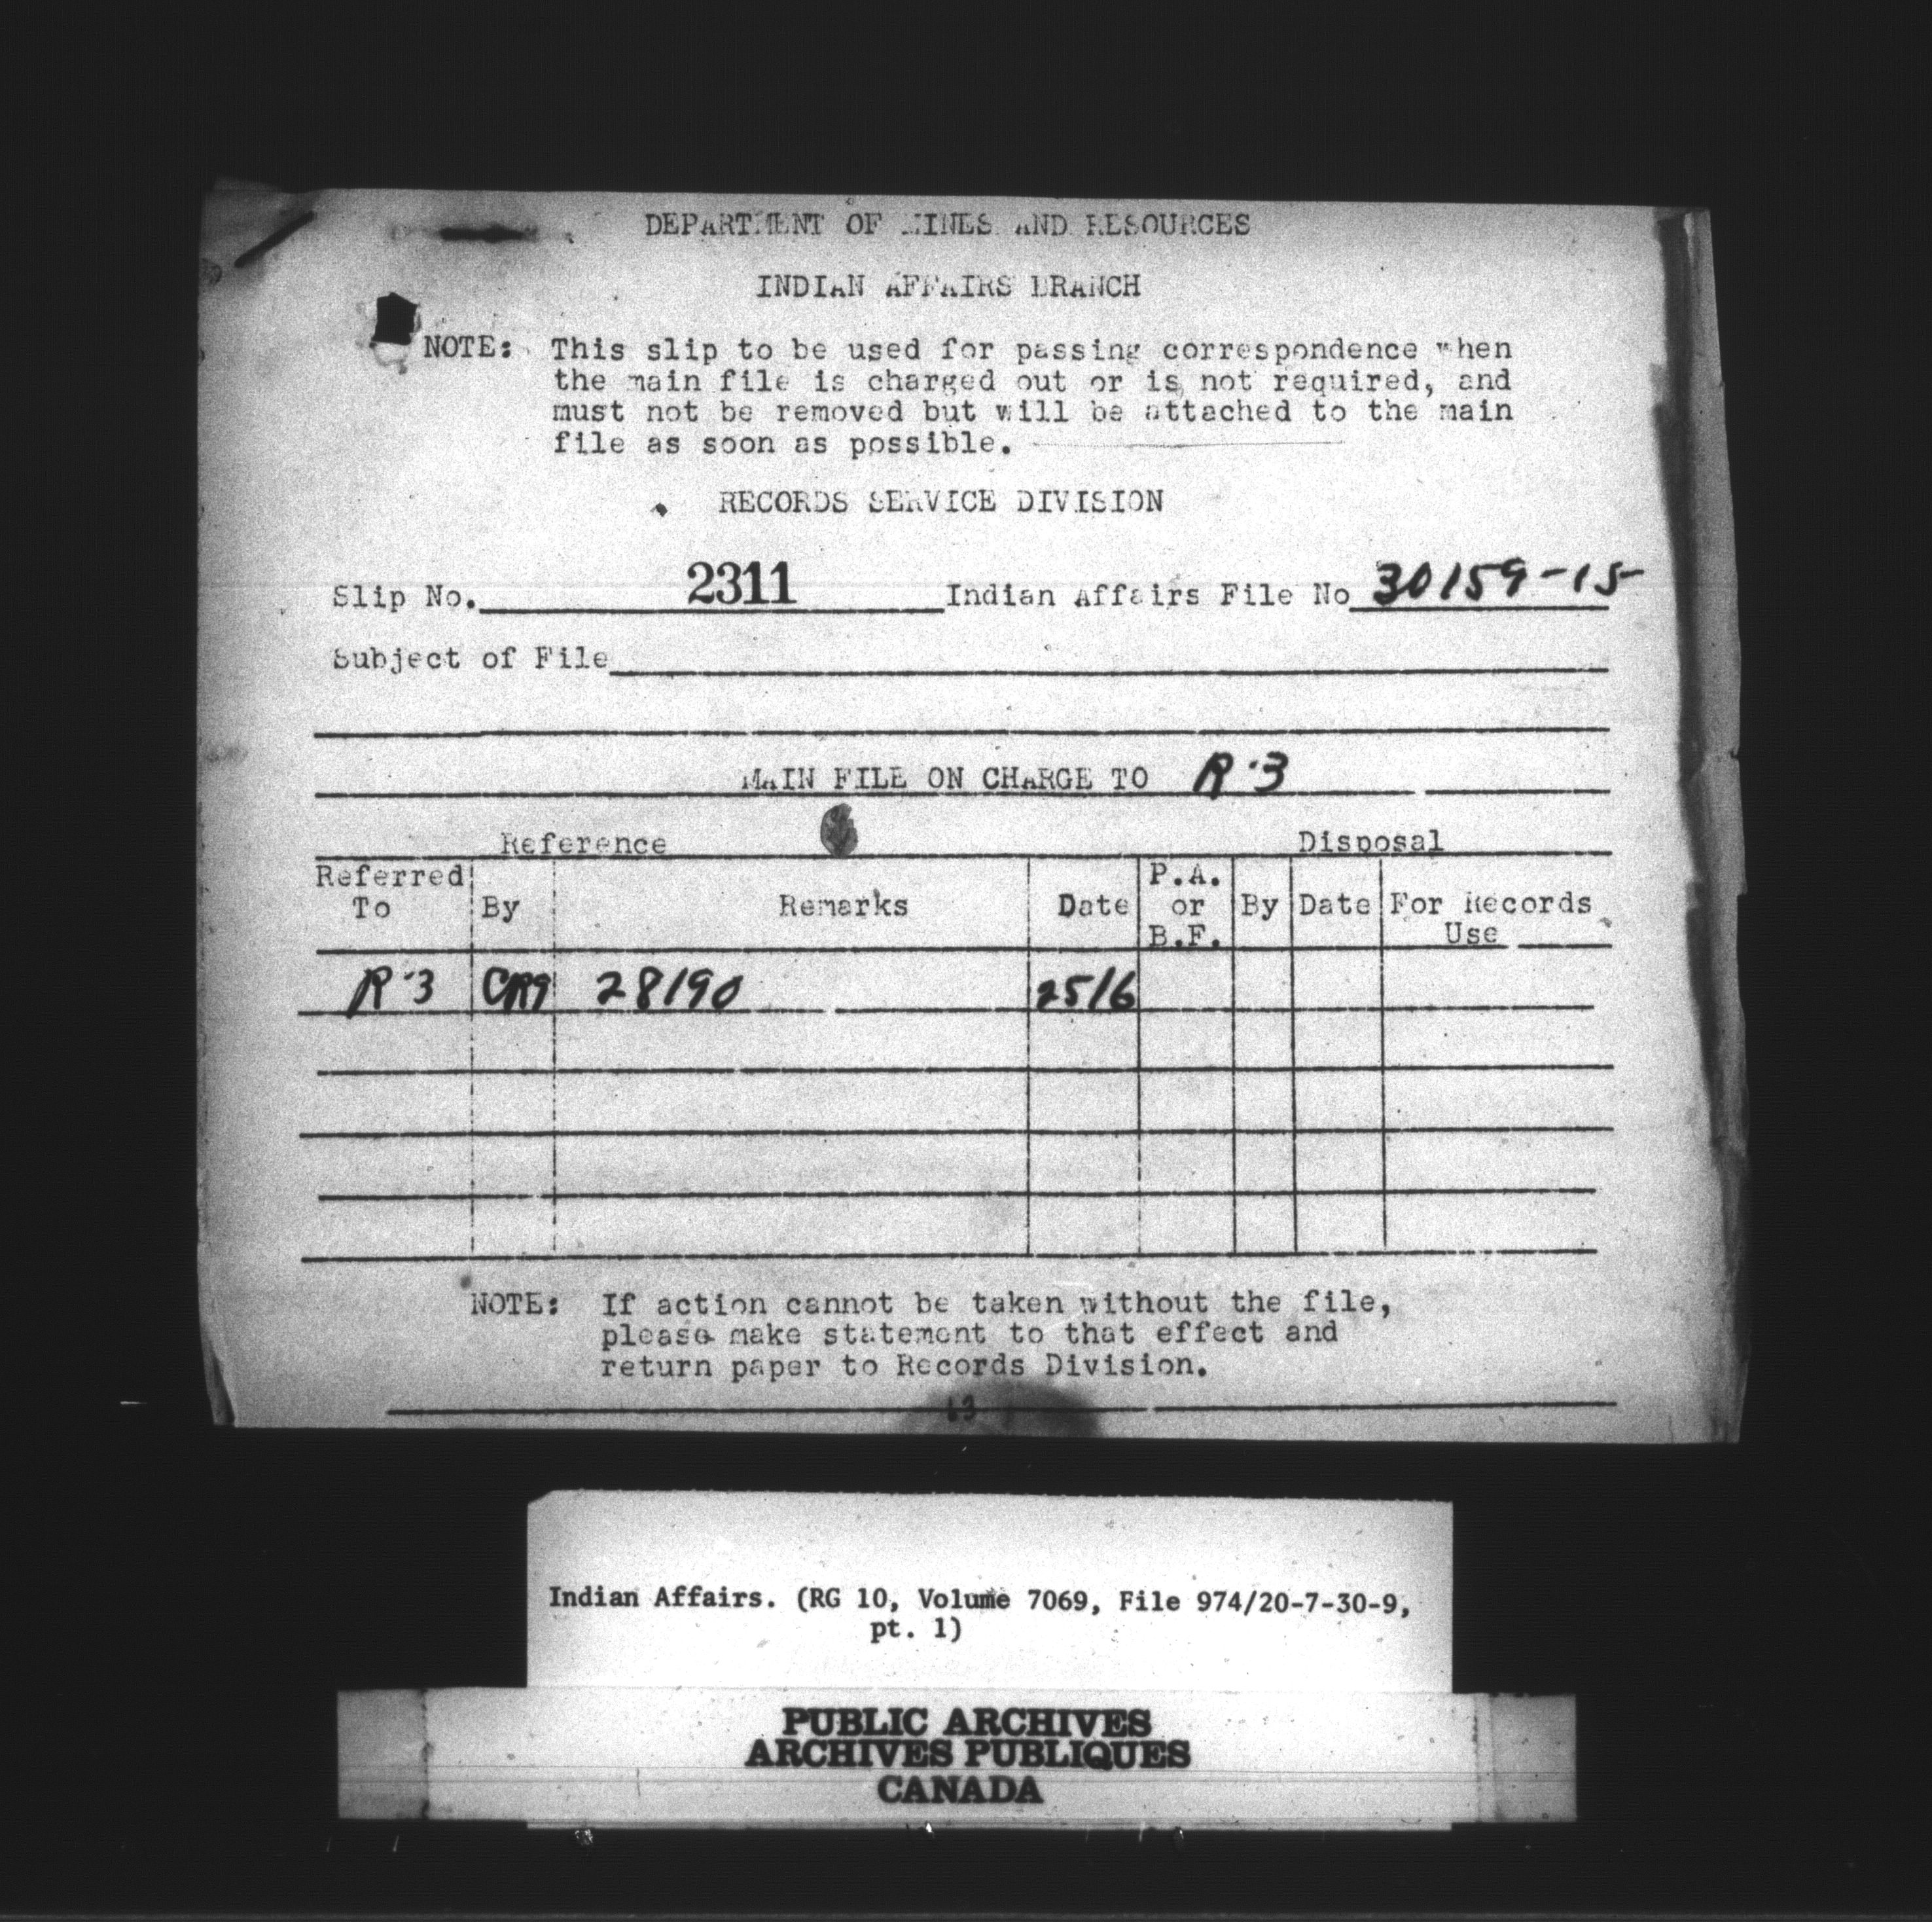 DEPARTMENT OF MINES AND RESOURCES
INDIAN AFFAIRS BRANCH
NOTE: This slip to be used for passing correspondence when
the main file is charged out or is not required, and
must not be removed but will be attached to the main
file as soon as possible.
RECORDS SERVICE DIVISION
Slip No. 2311 Indian Affairs File No 30159-15
Subject of File
MAIN FILE ON CHARGE TO R-3
Reference Disposal
Referred To By Remarks Date P.A. or B.F. By Date For Records Use
R-3 28190 25/6
NOTE: If action cannot be taken without the file,
please make statement to that effect and
return paper to Records Division.
13
Indian Affairs. (RG 10, Volume 7069, File 974/20-7-30-9,
pt. 1)
PUBLIC ARCHIVES
ARCHIVES PUBLIQUES
CANADA